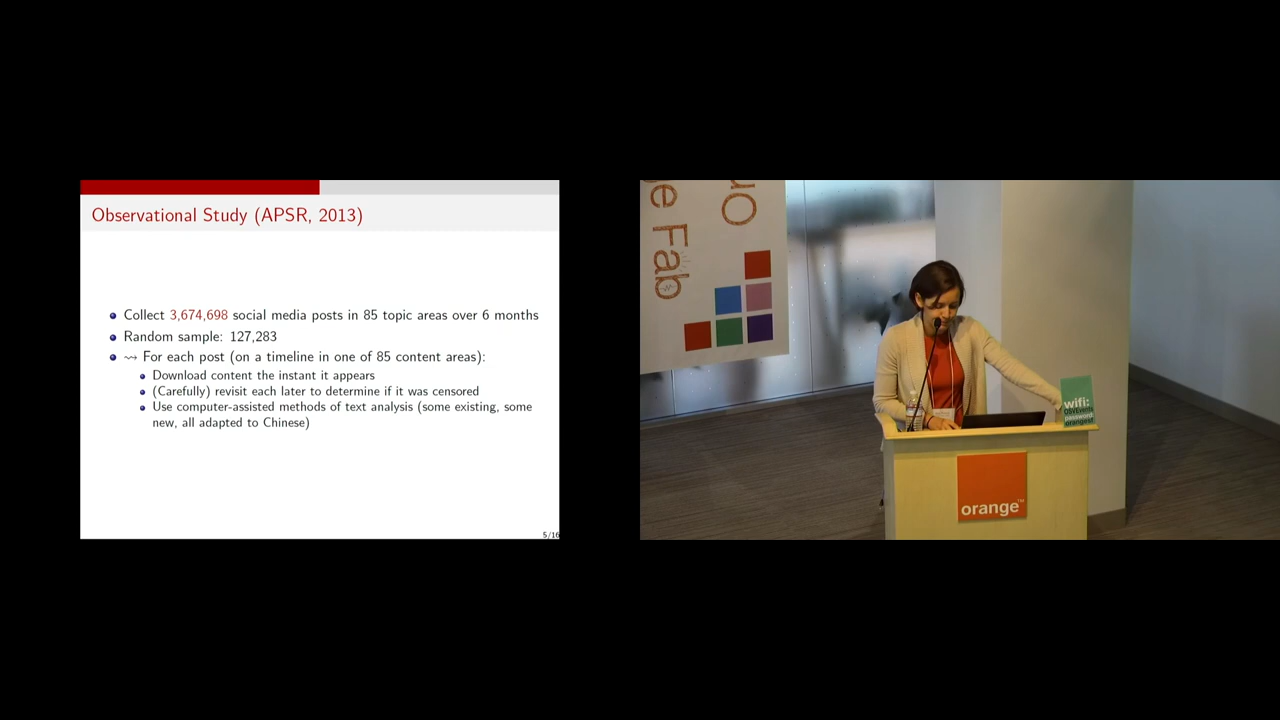 Observational Study (APSR, 2013)
Collect 3,674,698 social media posts in 85 topic areas over 6 months
Random sample: 127,283
⇝ For each post (on a timeline in one of 85 content areas):
Download content the instant it appears
(Carefully) revisit each later to determine if it was censored
Use computer-assisted methods of text analysis (some existing, some
new, all adapted to Chinese)
5/16
Fab
wifi:
password
orange™